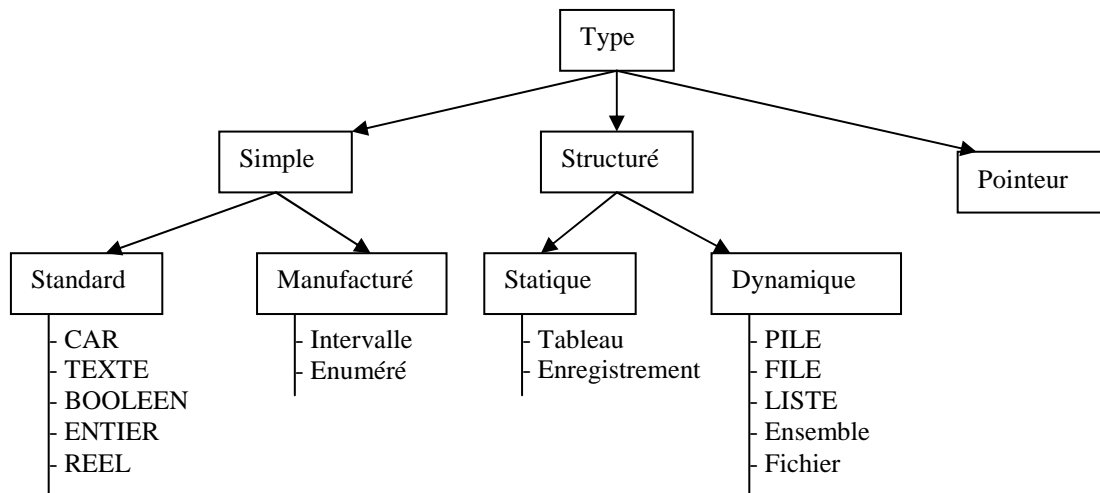 Type
Simple
Structuré
Pointeur
Standard
Manufacturé
Statique
Dynamique
- CAR
- TEXTE
- BOOLEEN
- ENTIER
- REEL
- Intervalle
- Enuméré
- Tableau
- Enregistrement
- PILE
- FILE
- LISTE
- Ensemble
- Fichier